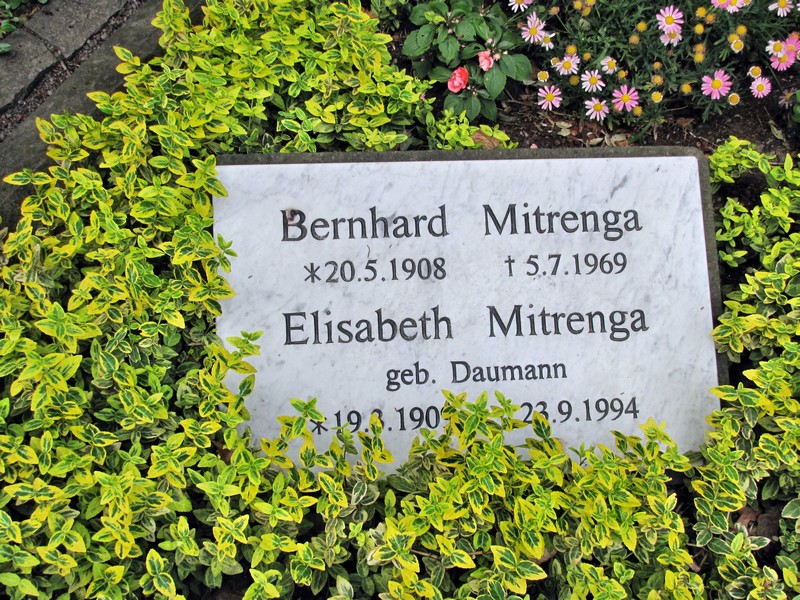 Bernhard Mitrenga
*20.5.1908 † 5.7.1969
Elisabeth Mitrenga
geb. Daumann
23.9.1994